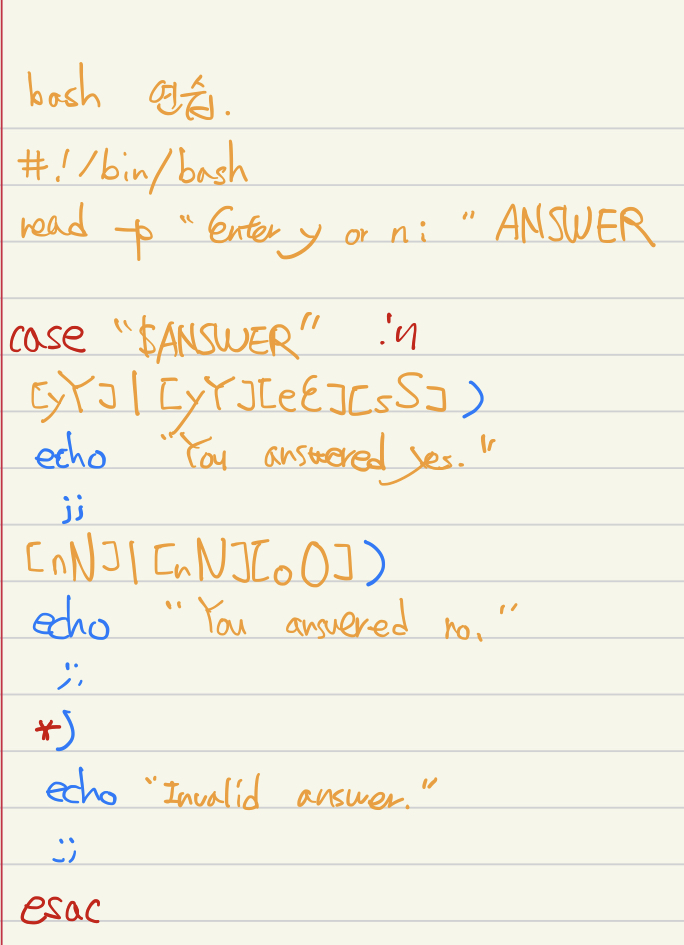 bash 연습.
#!/bin/bash
read -p "Enter y or n: " ANSWER
case "$ANSWER" in
[yY] | [yY][eE][sS] )
echo "You answered yes."
;;
[nN] | [nN][oO] )
echo "You answered no."
;;
*)
echo "Invalid answer."
;;
esac